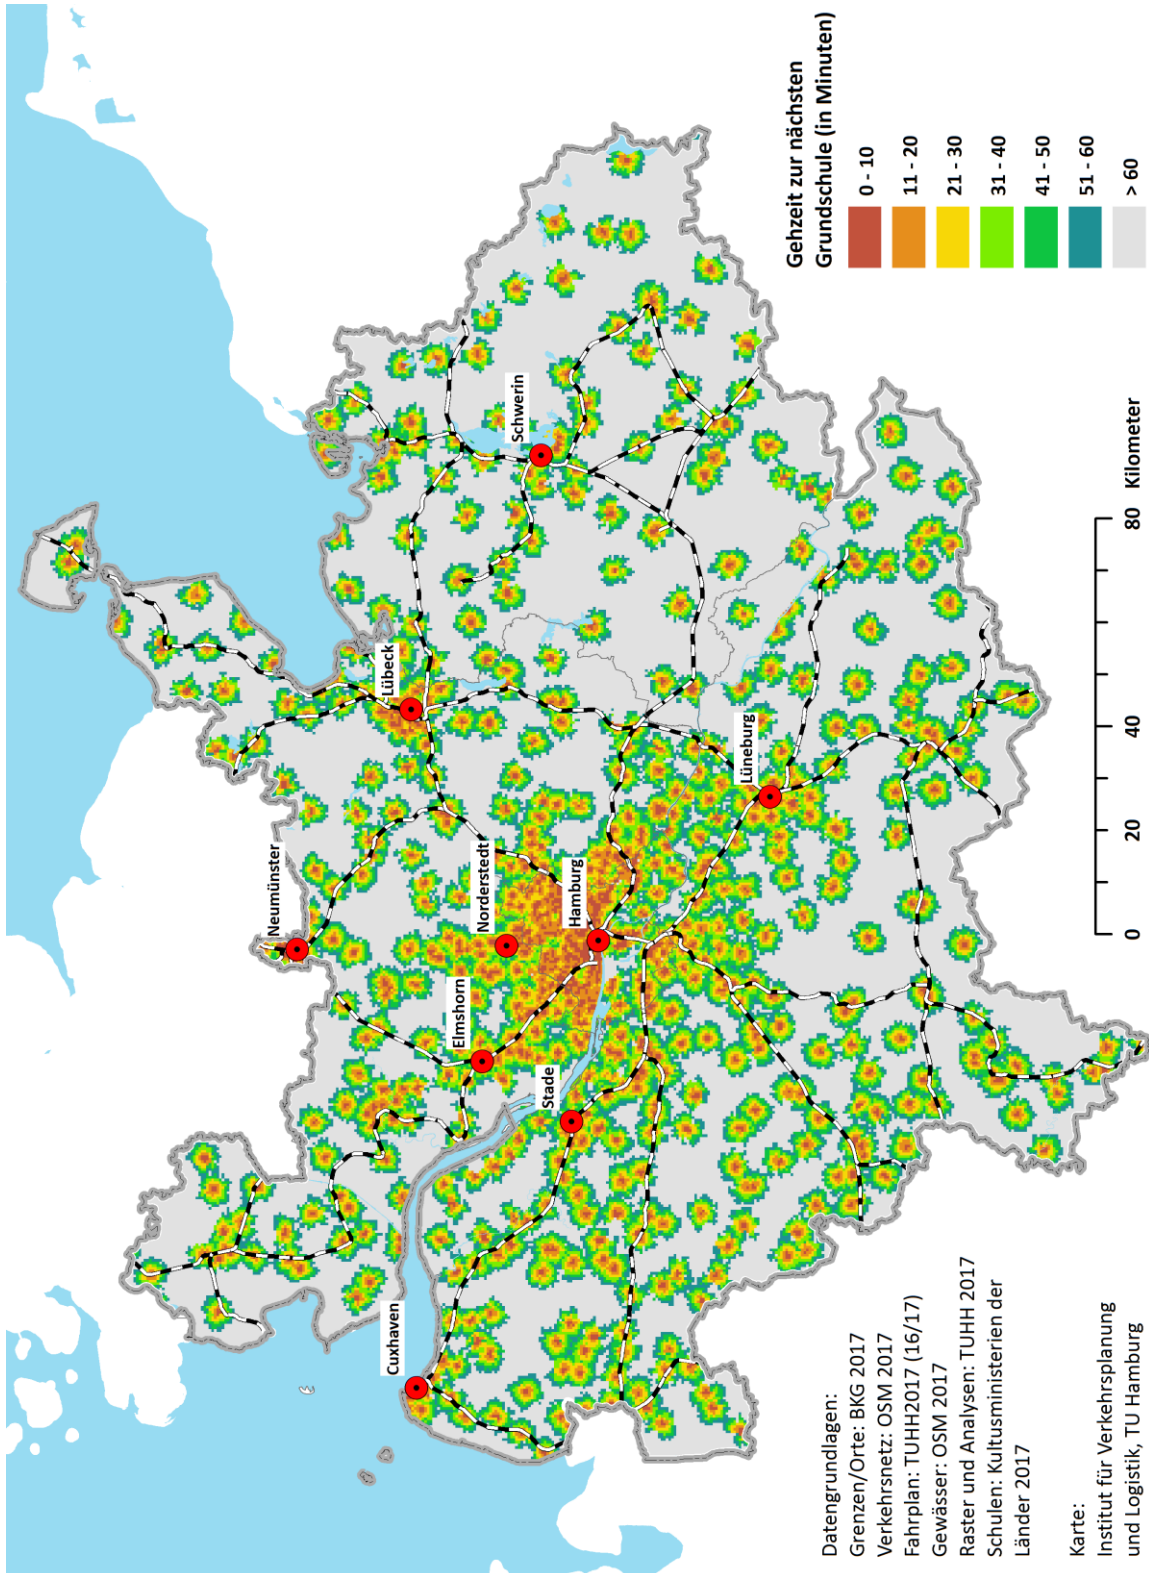 Neumünster
Lübeck
Elmshorn
Norderstedt
Cuxhaven
Stade
Hamburg
Schwerin
Lüneburg
Gehzeit zur nächsten
Grundschule (in Minuten)
0 - 10
11 - 20
21 - 30
31 - 40
41 - 50
51 - 60
> 60
Datengrundlagen:
Grenzen/Orte: BKG 2017
Verkehrsnetz: OSM 2017
Fahrplan: TUHH2017 (16/17)
Gewässer: OSM 2017
Raster und Analysen: TUHH 2017
Schulen: Kultusministerien der
Länder 2017
Karte:
Institut für Verkehrsplanung
und Logistik, TU Hamburg
0 20 40 80 Kilometer